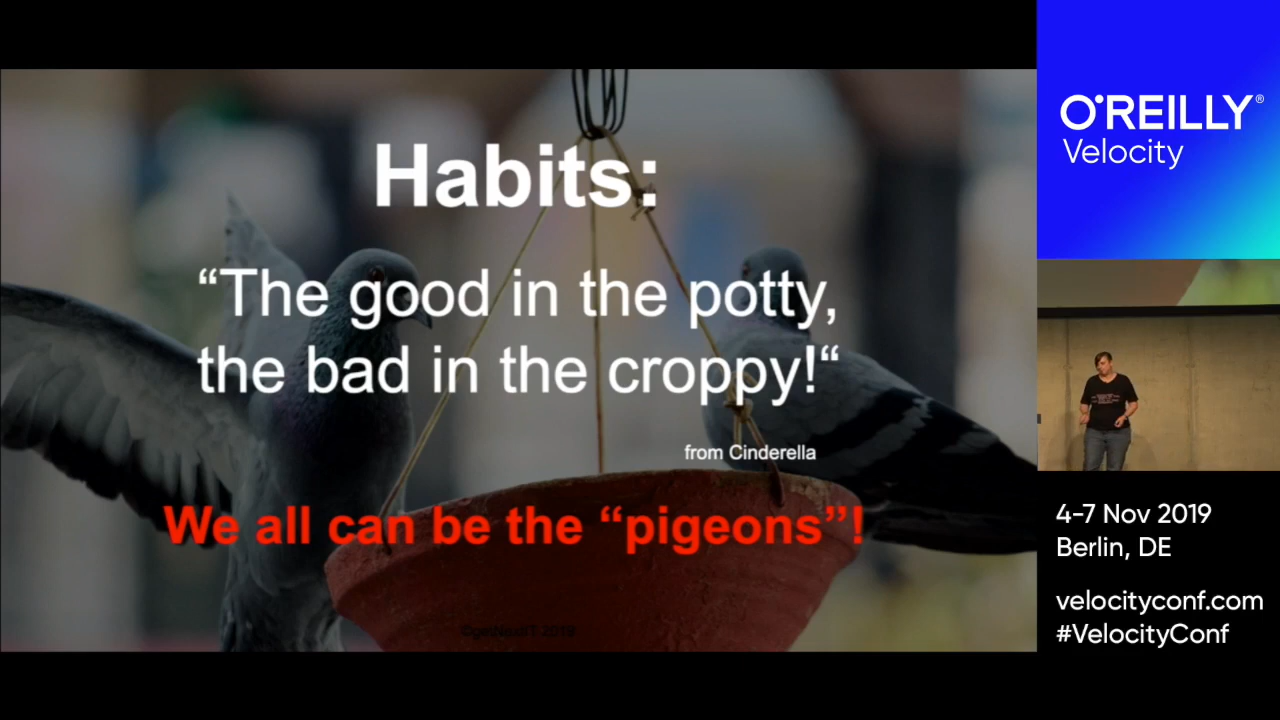 Habits:
“The good in the potty,
the bad in the croppy!“
from Cinderella
We all can be the “pigeons”!
O'REILLY®
Velocity
4-7 Nov 2019
Berlin, DE
velocityconf.com
#VelocityConf